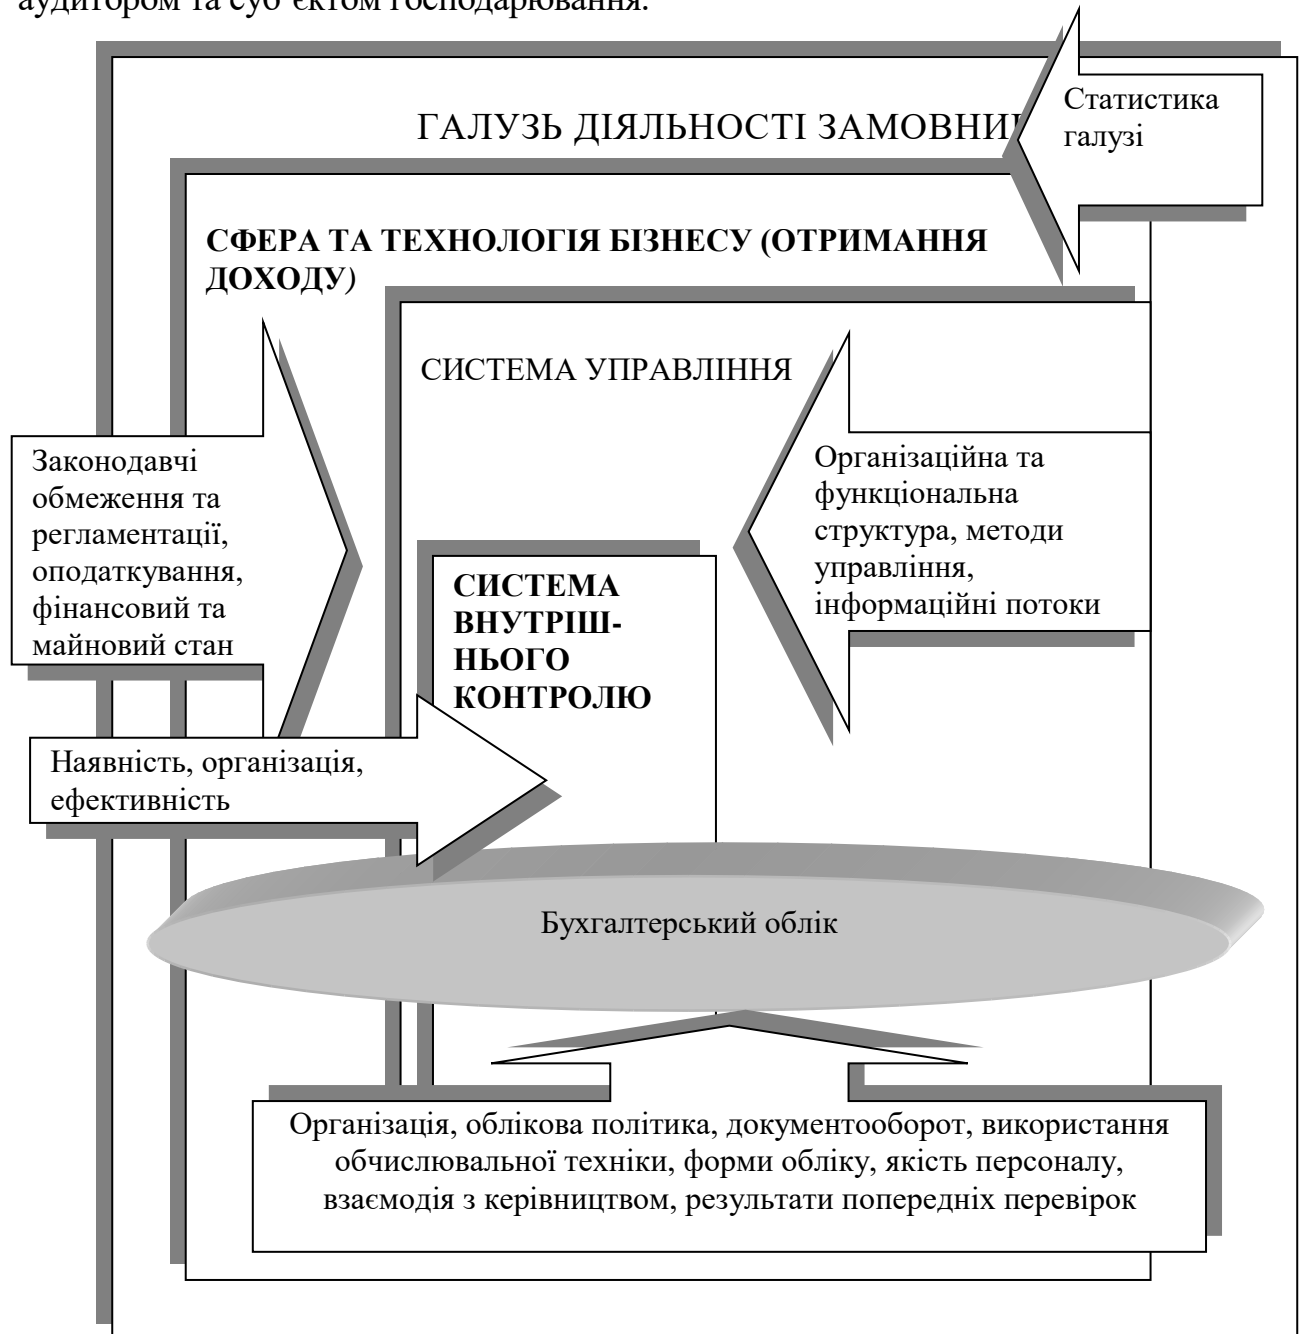 аудитором та суб’єктом господарювання.
Статистика
галузі
ГАЛУЗЬ ДІЯЛЬНОСТІ
СФЕРА ТА ТЕХНОЛОГІЯ БІЗНЕСУ (ОТРИМАННЯ
ДОХОДУ)
СИСТЕМА УПРАВЛІННЯ
Законодавчі
обмеження та
регламентації,
оподаткування,
фінансовий та
майновий стан
Організаційна та
функціональна
структура, методи
управління,
інформаційні потоки
СИСТЕМА
ВНУТРІШ-
НЬОГО
КОНТРОЛЮ
Наявність, організація,
ефективність
Бухгалтерський облік
Організація, облікова політика, документооборот, використання
обчислювальної техніки, форми обліку, якість персоналу,
взаємодія з керівництвом, результати попередніх перевірок